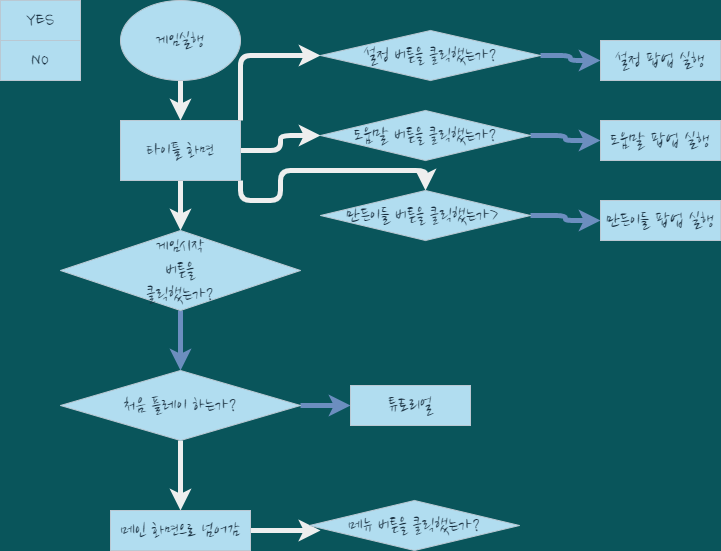 YES
NO
게임실행
설정 버튼을 클릭했는가?
설정 팝업 실행
타이틀 화면
도움말 버튼을 클릭했는가?
도움말 팝업 실행
만든이들 버튼을 클릭했는가>
만든이들 팝업 실행
게임시작
버튼을
클릭했는가?
처음 플레이 하는가?
튜토리얼
메인 화면으로 넘어감
메뉴 버튼을 클릭했는가?